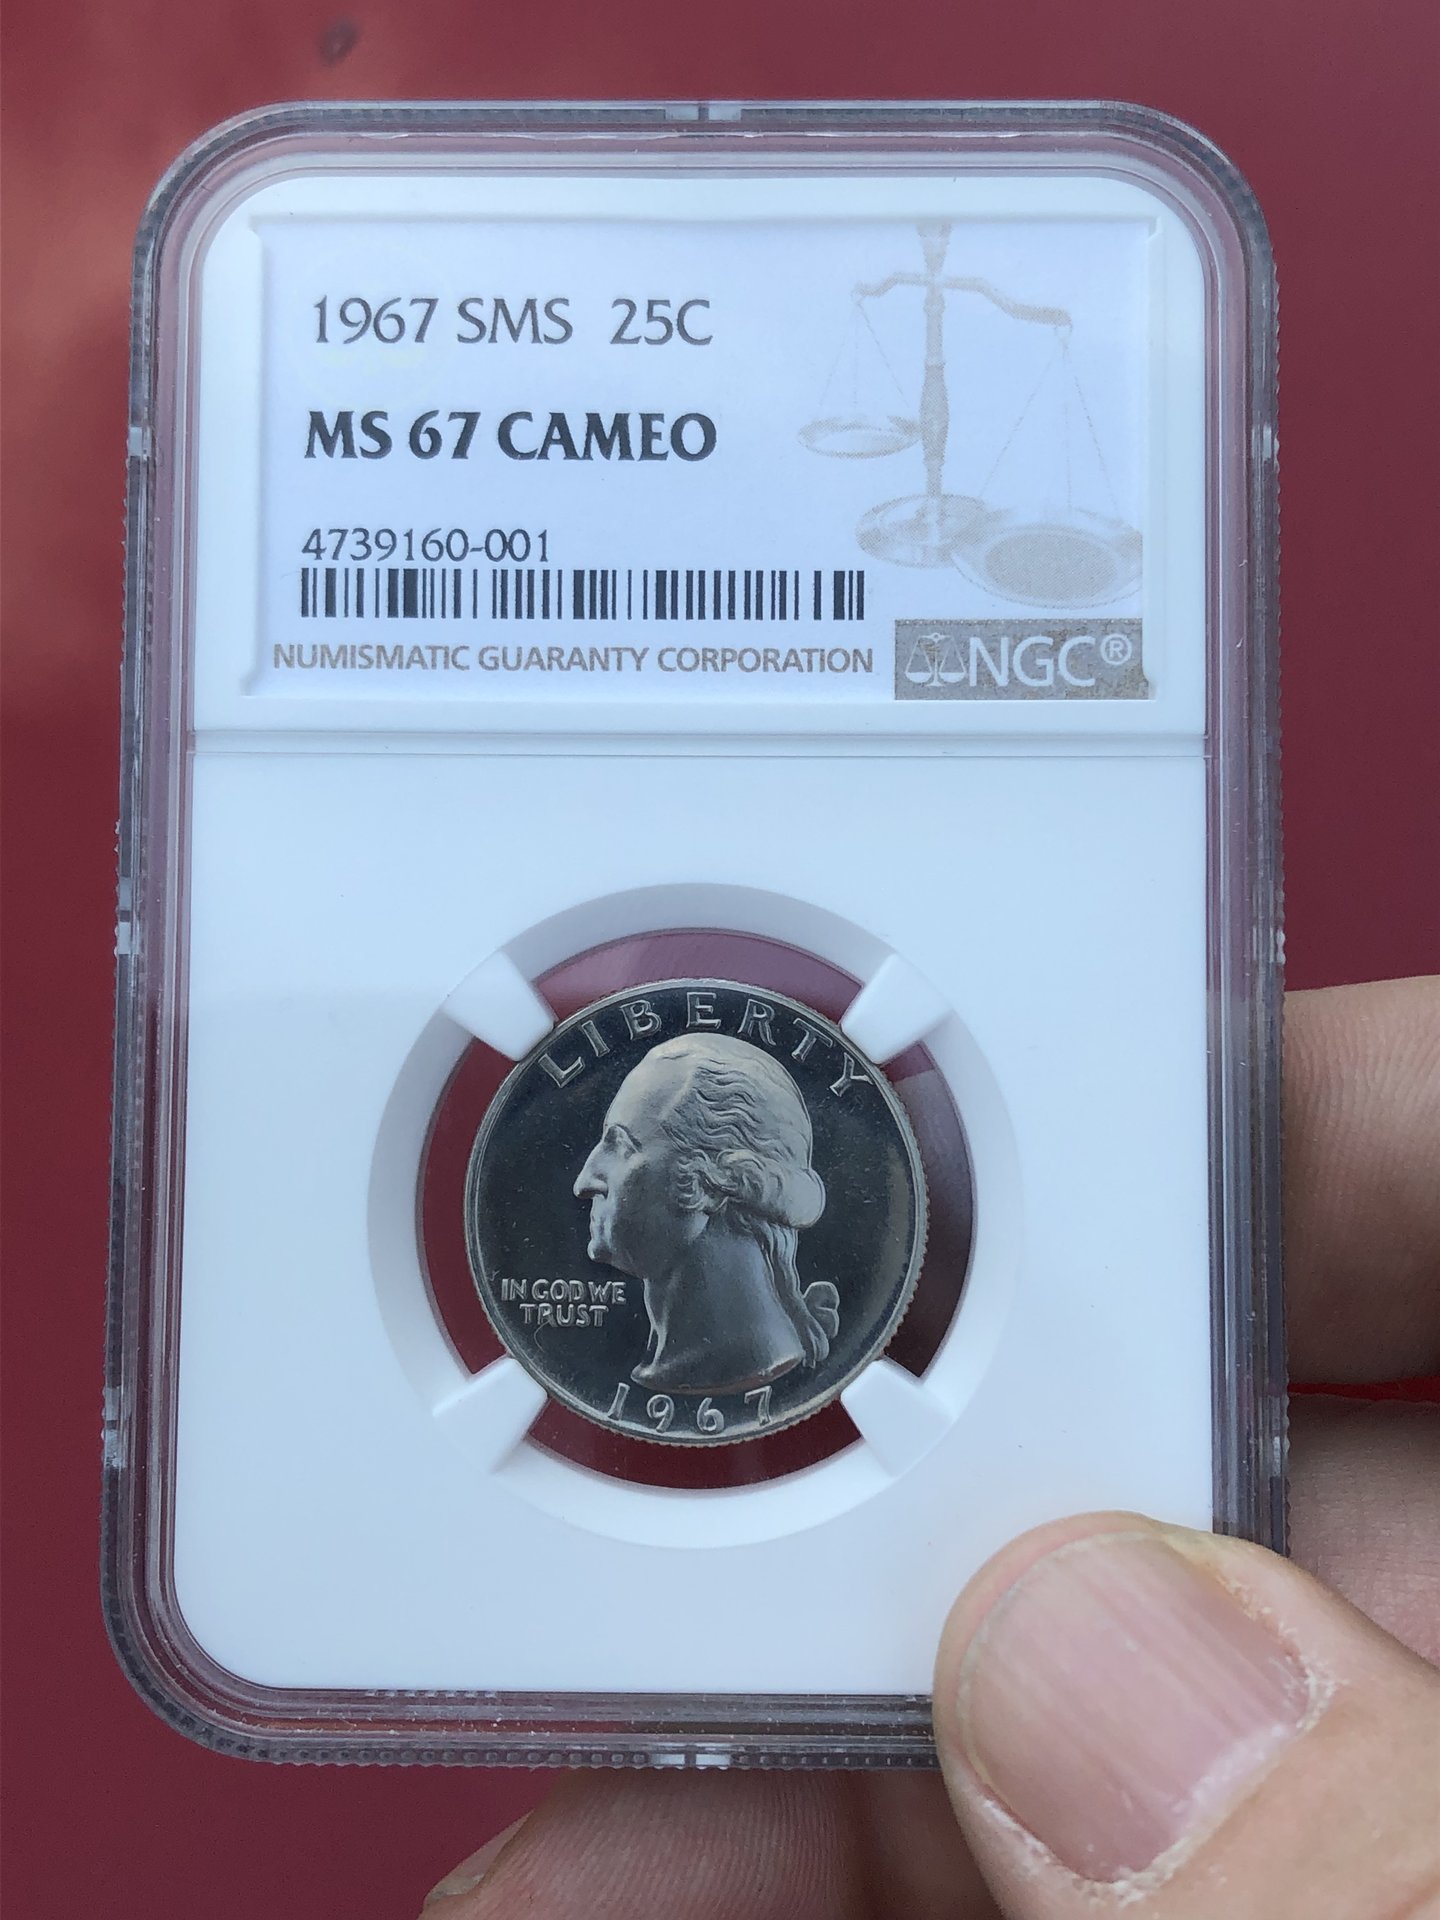 1967 SMS 25C
MS 67 CAMEO
4739160-001
NUMISMATIC GUARANTY CORPORATION
NGC®
LIBERTY
IN GOD WE
TRUST
1967